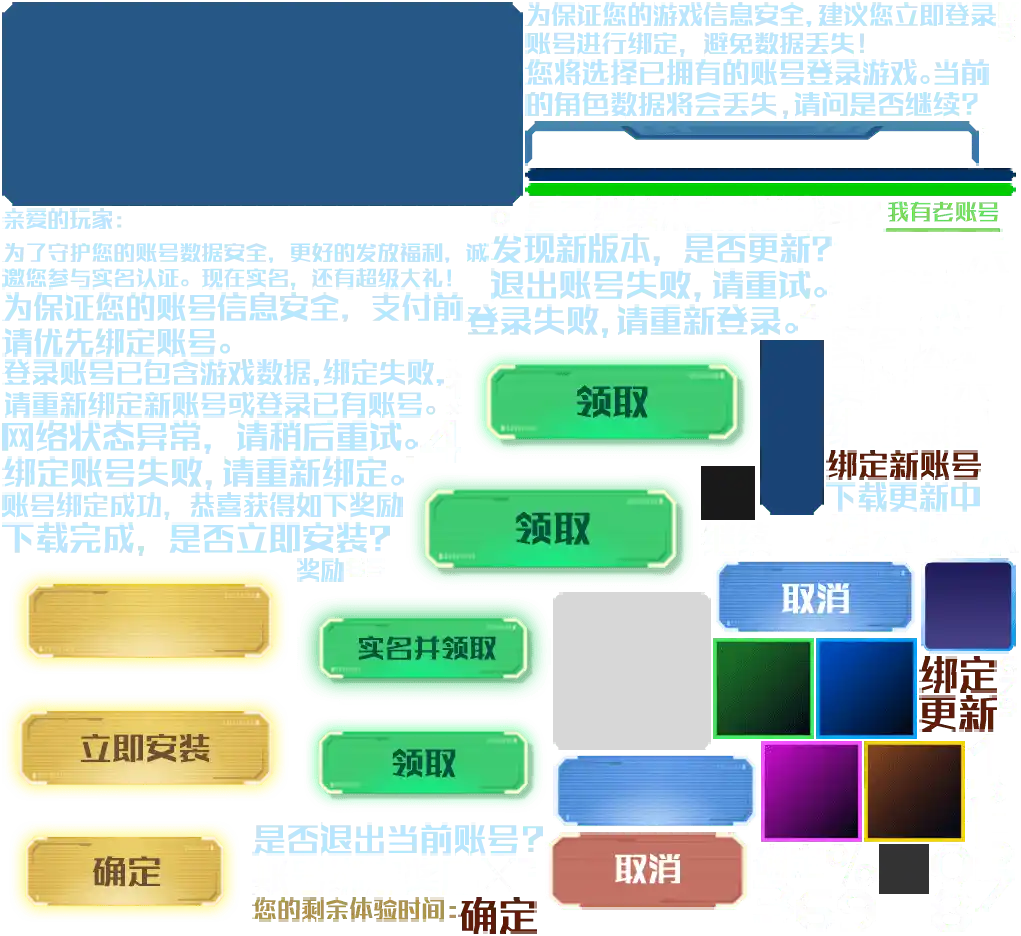 为保证您的游戏信息安全,建议您立即登录
账号进行绑定，避免数据丢失！
您将选择已拥有的账号登录游戏。当前
的角色数据将会丢失,请问是否继续?
我有老账号
亲爱的玩家：
为了守护您的账号数据安全，更好的发放福利，诚
邀您参与实名认证。现在实名，还有超级大礼！
发现新版本，是否更新?
退出账号失败,请重试。
登录失败,请重新登录。
为保证您的账号信息安全，支付前
请优先绑定账号。
登录账号已包含游戏数据,绑定失败,
请重新绑定新账号或登录已有账号。
网络状态异常，请稍后重试。
绑定账号失败,请重新绑定。
账号绑定成功，恭喜获得如下奖励
下载完成，是否立即安装?
奖励
领取
领取
绑定新账号
下载更新中
取消
实名并领取
绑定
更新
立即安装
领取
是否退出当前账号?
确定
取消
您的剩余体验时间:
确定